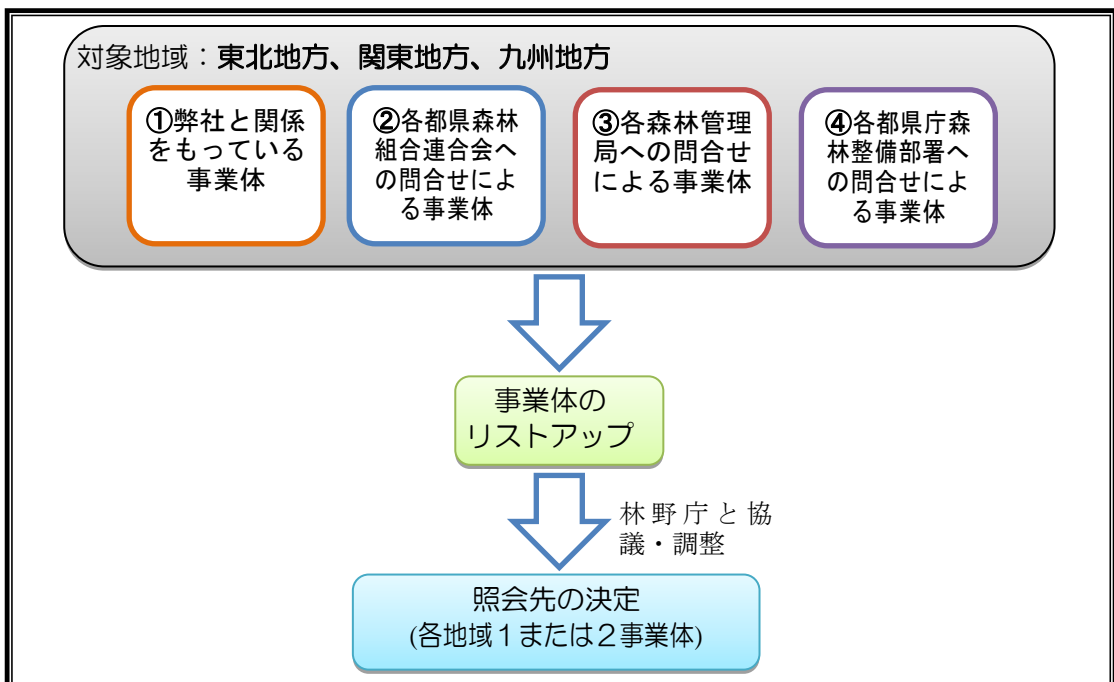 対象地域：東北地方、関東地方、九州地方
①弊社と関係
をもっている
事業体
②各都県森林
組合連合会へ
の問合せによ
る事業体
③各森林管理
局への問合せ
による事業体
④各都県庁森
林整備部署へ
の問合せによ
る事業体
事業体の
リストアップ
林野庁と協
議・調整
照会先の決定
(各地域１または２事業体)